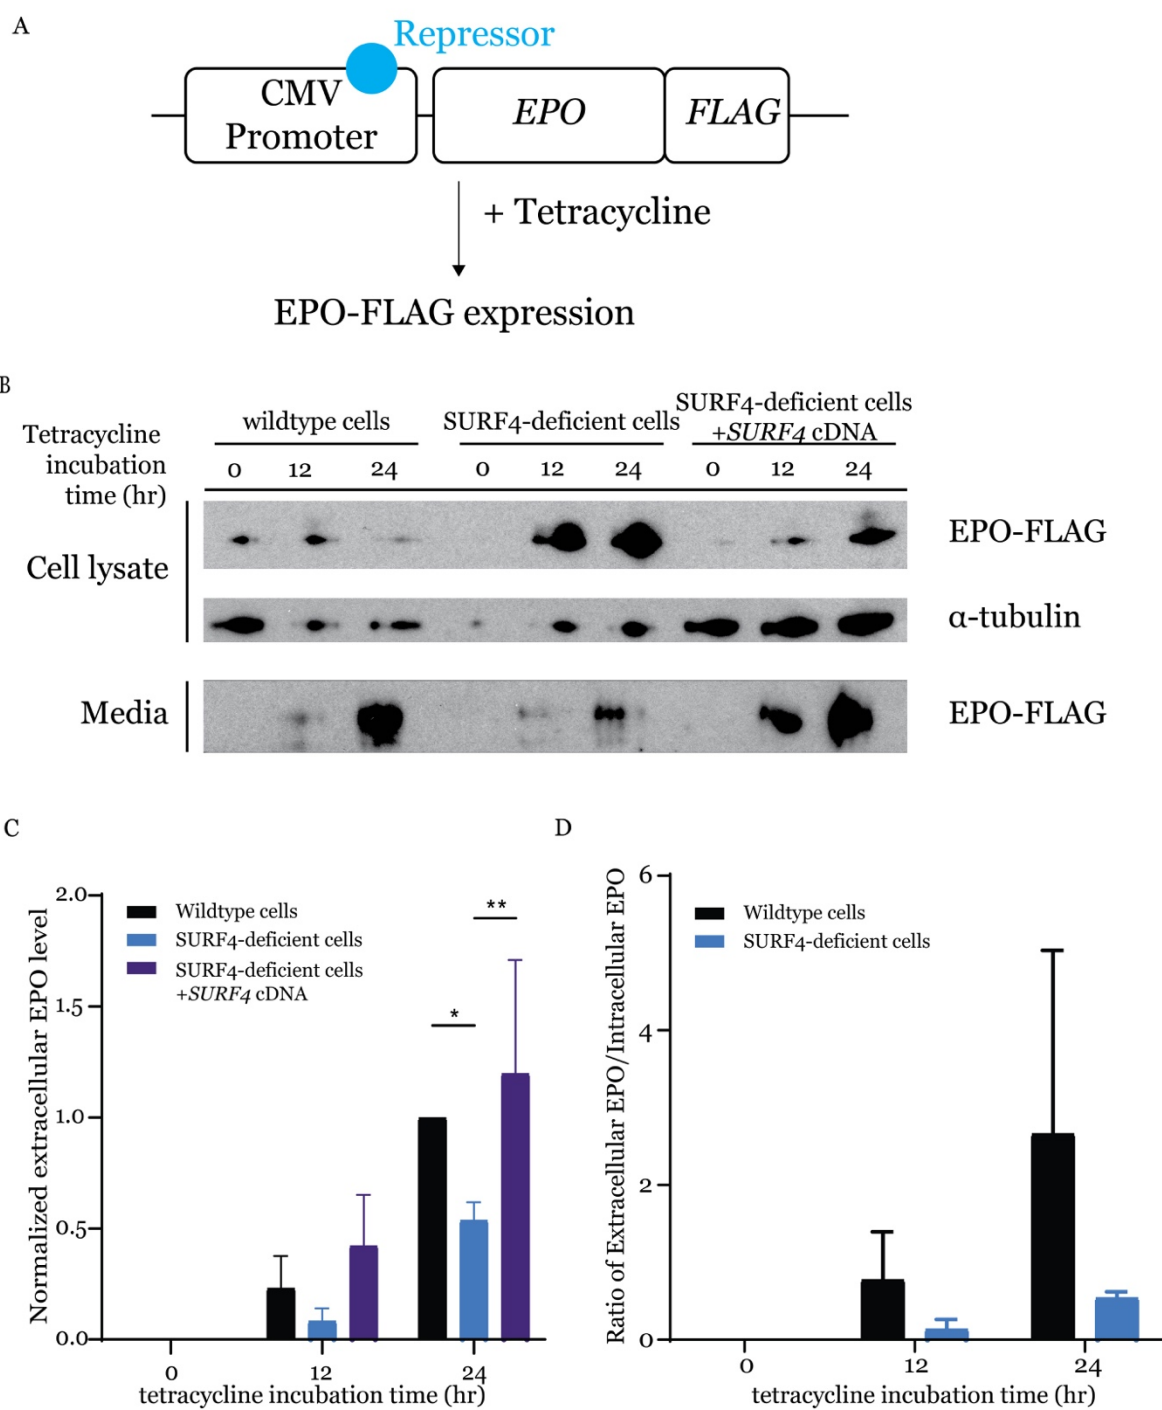 A
Repressor
CMV
Promoter
EPO
FLAG
+ Tetracycline
EPO-FLAG expression
B
Tetracycline
incubation
time (hr)
wildtype cells
SURF4-deficient cells
SURF4-deficient cells
+SURF4 cDNA
0 12 24 0 12 24 0 12 24
Cell lysate
EPO-FLAG
α-tubulin
Media
EPO-FLAG
C
Normalized extracellular EPO level
2.0
1.5
1.0
0.5
0.0
Wildtype cells
SURF4-deficient cells
SURF4-deficient cells
+SURF4 cDNA
*
**
0 12 24
tetracycline incubation time (hr)
D
Ratio of Extracellular EPO/Intracellular EPO
6
4
2
0
Wildtype cells
SURF4-deficient cells
0 12 24
tetracycline incubation time (hr)